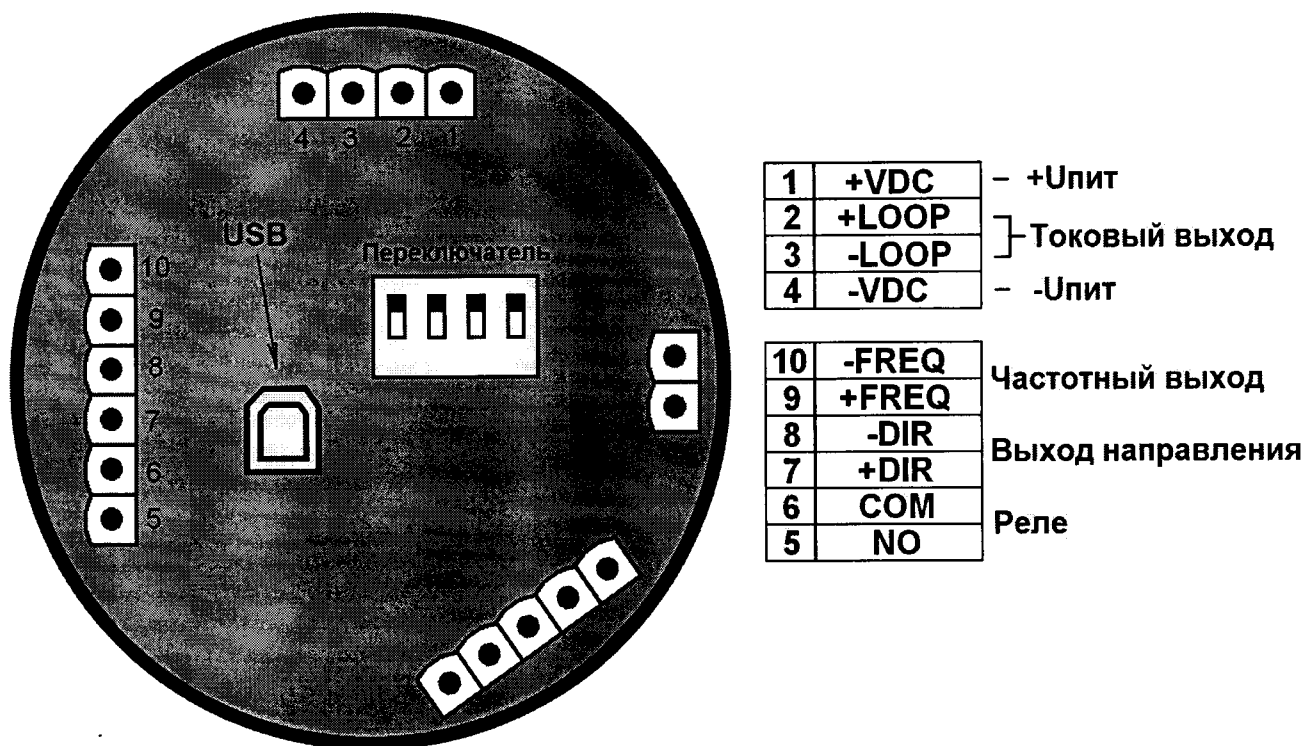 4 3 2 1
USB
Переключатель
10
9
8
7
6
5
1 +VDC – +Uпит
2 +LOOP
3 -LOOP
Токовый выход
4 -VDC – -Uпит
10 -FREQ
9 +FREQ
Частотный выход
8 -DIR
7 +DIR
Выход направления
6 COM
5 NO
Реле